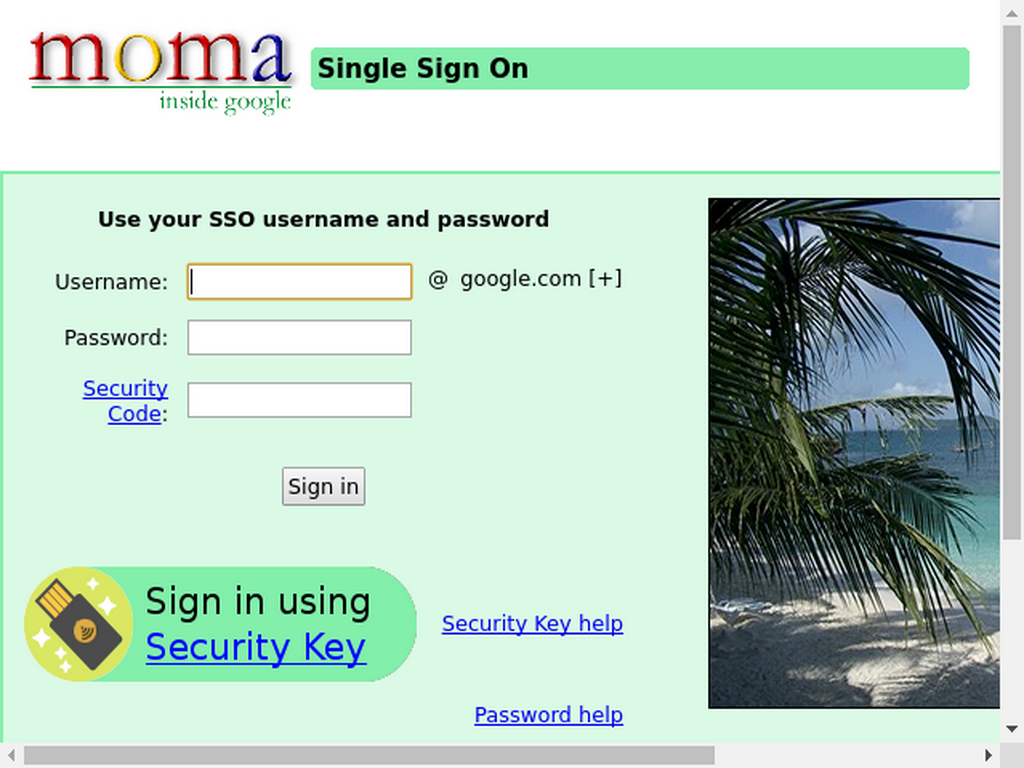 moma
inside google
Single Sign On
Use your SSO username and password
Username: @ google.com [+]
Password:
Security
Code:
Sign in
Sign in using
Security Key
Security Key help
Password help